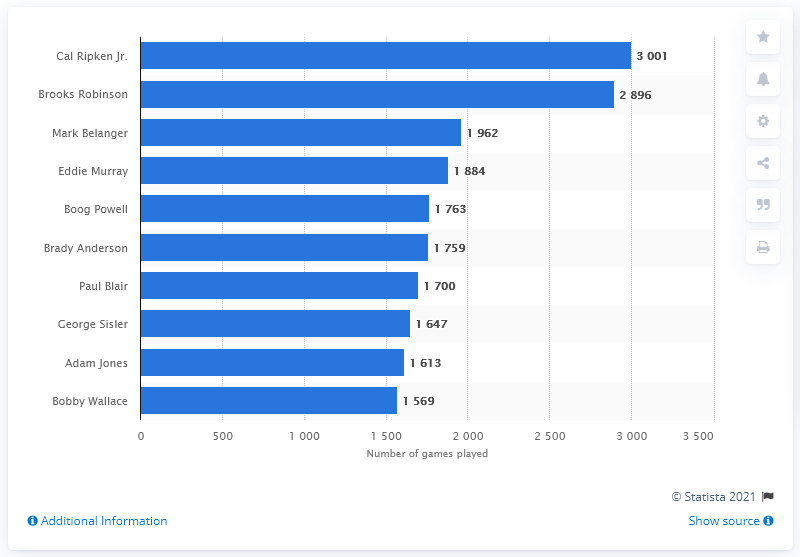 Cal Ripken Jr. 3 001
Brooks Robinson 2 896
Mark Belanger 1 962
Eddie Murray 1 884
Boog Powell 1 763
Brady Anderson 1 759
Paul Blair 1 700
George Sisler 1 647
Adam Jones 1 613
Bobby Wallace 1 569
0 500 1 000 1 500 2 000 2 500 3 000 3 500
Number of games played
© Statista 2021
Additional Information Show source